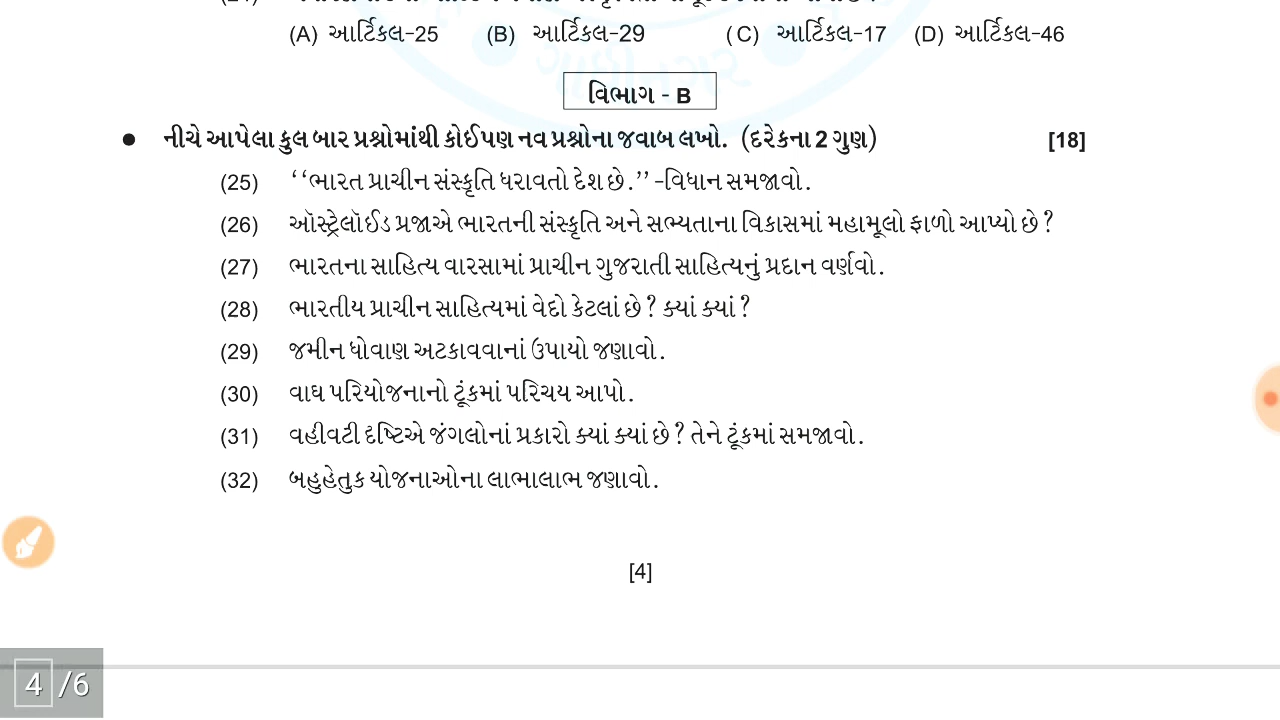 (A) આર્ટિકલ-25 (B) આર્ટિકલ-29 (C) આર્ટિકલ-17 (D) આર્ટિકલ-46
વિભાગ - B
● નીચે આપેલા કુલ બાર પ્રશ્નોમાંથી કોઈપણ નવ પ્રશ્નોના જવાબ લખો. (દરેકના 2 ગુણ) [18]
(25) ‘‘ભારત પ્રાચીન સંસ્કૃતિ ધરાવતો દેશ છે.’’ -વિધાન સમજાવો.
(26) ઑસ્ટ્રેલૉઈડ પ્રજાએ ભારતની સંસ્કૃતિ અને સભ્યતાના વિકાસમાં મહામૂલો ફાળો આપ્યો છે ?
(27) ભારતના સાહિત્ય વારસામાં પ્રાચીન ગુજરાતી સાહિત્યનું પ્રદાન વર્ણવો.
(28) ભારતીય પ્રાચીન સાહિત્યમાં વેદો કેટલાં છે ? ક્યાં ક્યાં ?
(29) જમીન ધોવાણ અટકાવવાનાં ઉપાયો જણાવો.
(30) વાઘ પરિયોજનાનો ટૂંકમાં પરિચય આપો.
(31) વહીવટી દૃષ્ટિએ જંગલોનાં પ્રકારો ક્યાં ક્યાં છે ? તેને ટૂંકમાં સમજાવો.
(32) બહુહેતુક યોજનાઓના લાભાલાભ જણાવો.
[4]
4 /6